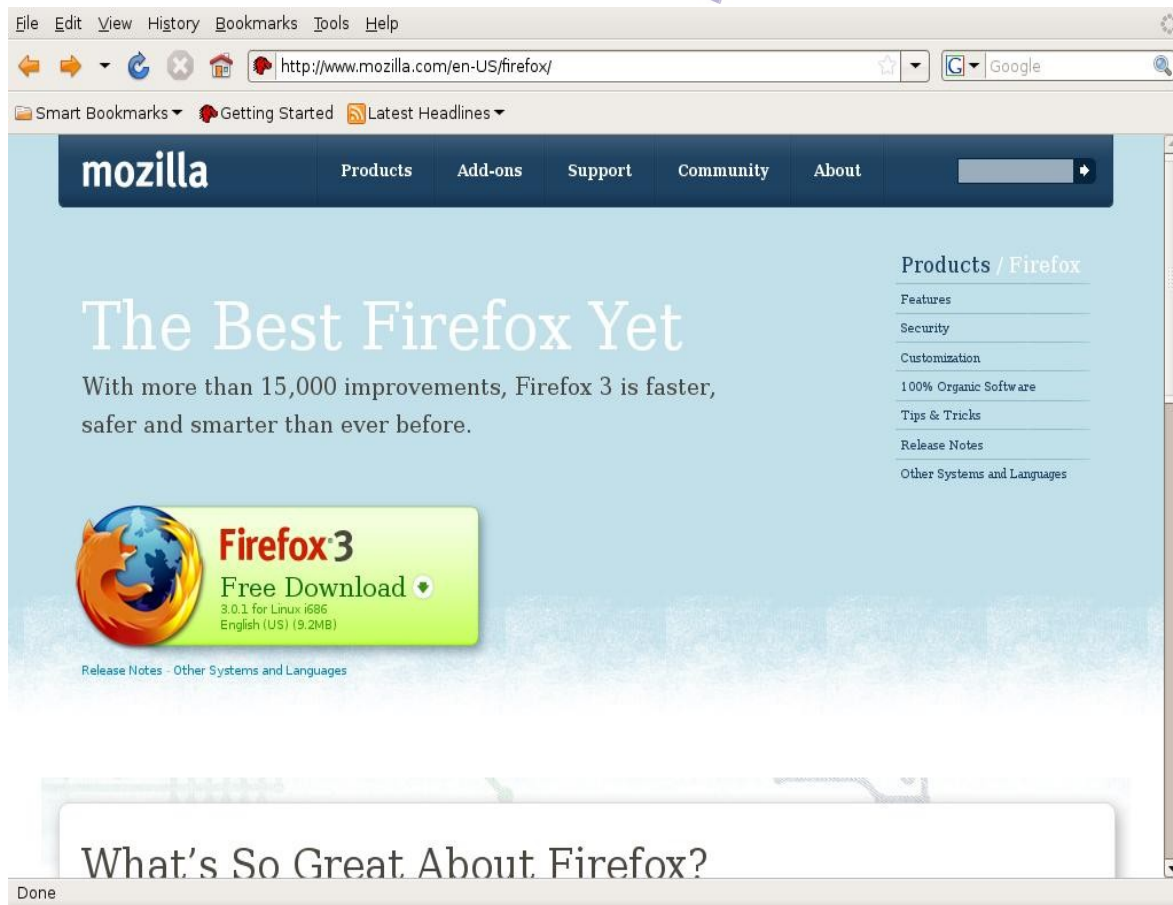 File Edit View History Bookmarks Tools Help
http://www.mozilla.com/en-US/firefox/
G Google
Smart Bookmarks Getting Started Latest Headlines
mozilla Products Add-ons Support Community About
Products / Firefox
Features
Security
Customization
100% Organic Software
Tips & Tricks
Release Notes
Other Systems and Languages
The Best Firefox Yet
With more than 15,000 improvements, Firefox 3 is faster,
safer and smarter than ever before.
Firefox 3
Free Download
3.0.1 for Linux i686
English (US) (9.2MB)
Release Notes - Other Systems and Languages
What's So Great About Firefox?
Done